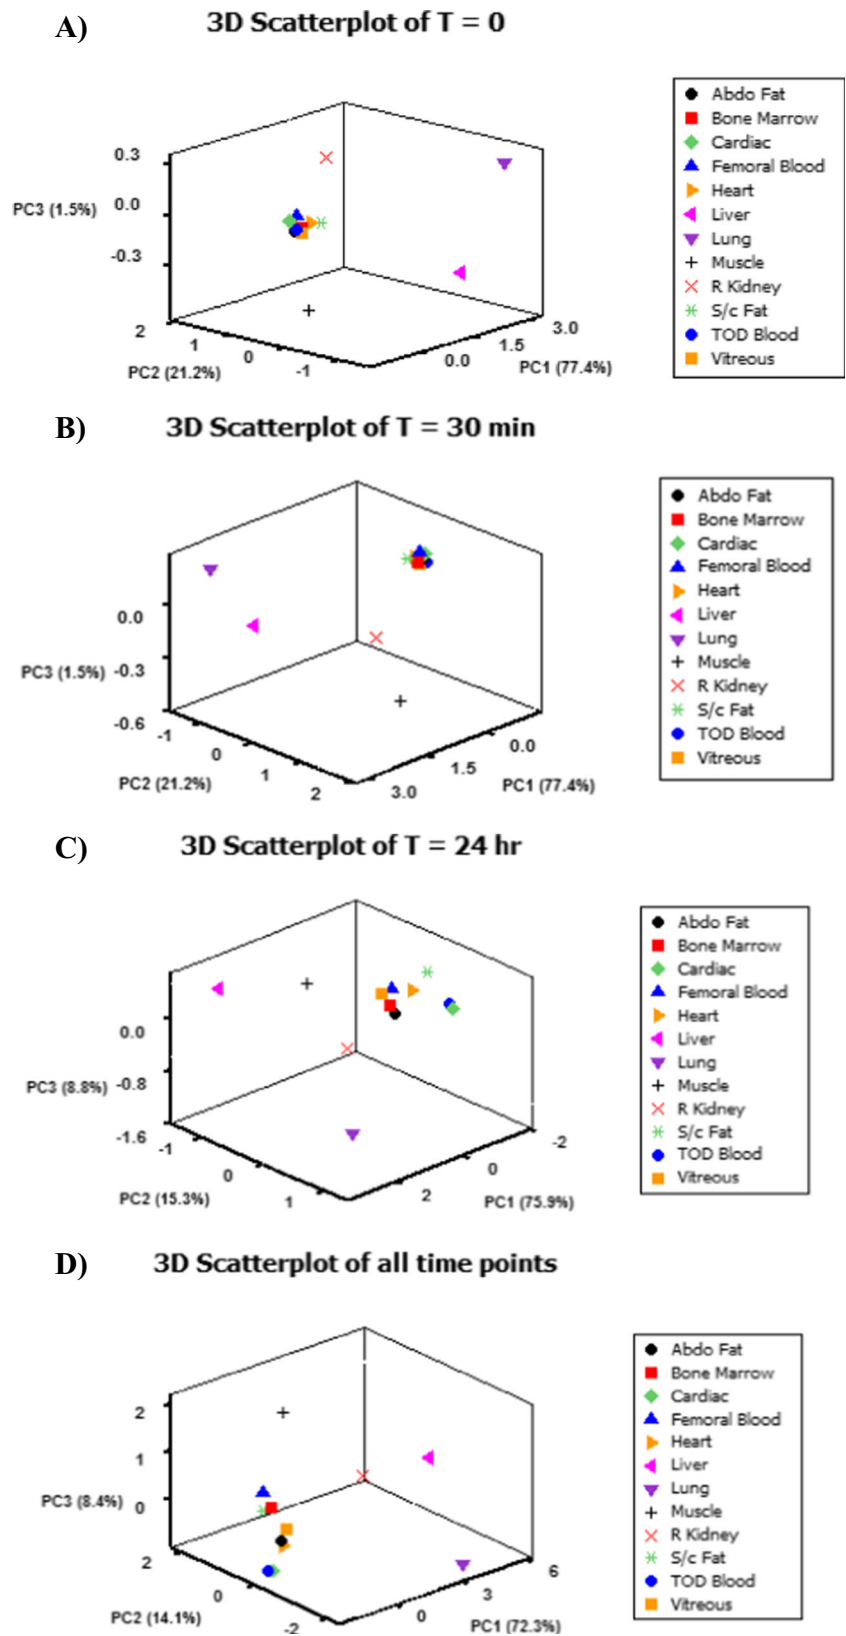 A) 3D Scatterplot of T = 0
0.3
0.0
PC3 (1.5%)
-0.3
2
1
0
-1
PC2 (21.2%)
3.0
1.5
0.0
PC1 (77.4%)
Abdo Fat
Bone Marrow
Cardiac
Femoral Blood
Heart
Liver
Lung
Muscle
R Kidney
S/c Fat
TOD Blood
Vitreous
B) 3D Scatterplot of T = 30 min
0.0
PC3 (1.5%) -0.3
-0.6
-1
0
1
2
PC2 (21.2%)
0.0
1.5
3.0
PC1 (77.4%)
Abdo Fat
Bone Marrow
Cardiac
Femoral Blood
Heart
Liver
Lung
Muscle
R Kidney
S/c Fat
TOD Blood
Vitreous
C) 3D Scatterplot of T = 24 hr
0.0
PC3 (8.8%) -0.8
-1.6
-1
0
1
PC2 (15.3%)
-2
0
2
PC1 (75.9%)
Abdo Fat
Bone Marrow
Cardiac
Femoral Blood
Heart
Liver
Lung
Muscle
R Kidney
S/c Fat
TOD Blood
Vitreous
D) 3D Scatterplot of all time points
2
1
PC3 (8.4%) 0
2
0
-2
PC2 (14.1%)
6
3
0
PC1 (72.3%)
Abdo Fat
Bone Marrow
Cardiac
Femoral Blood
Heart
Liver
Lung
Muscle
R Kidney
S/c Fat
TOD Blood
Vitreous